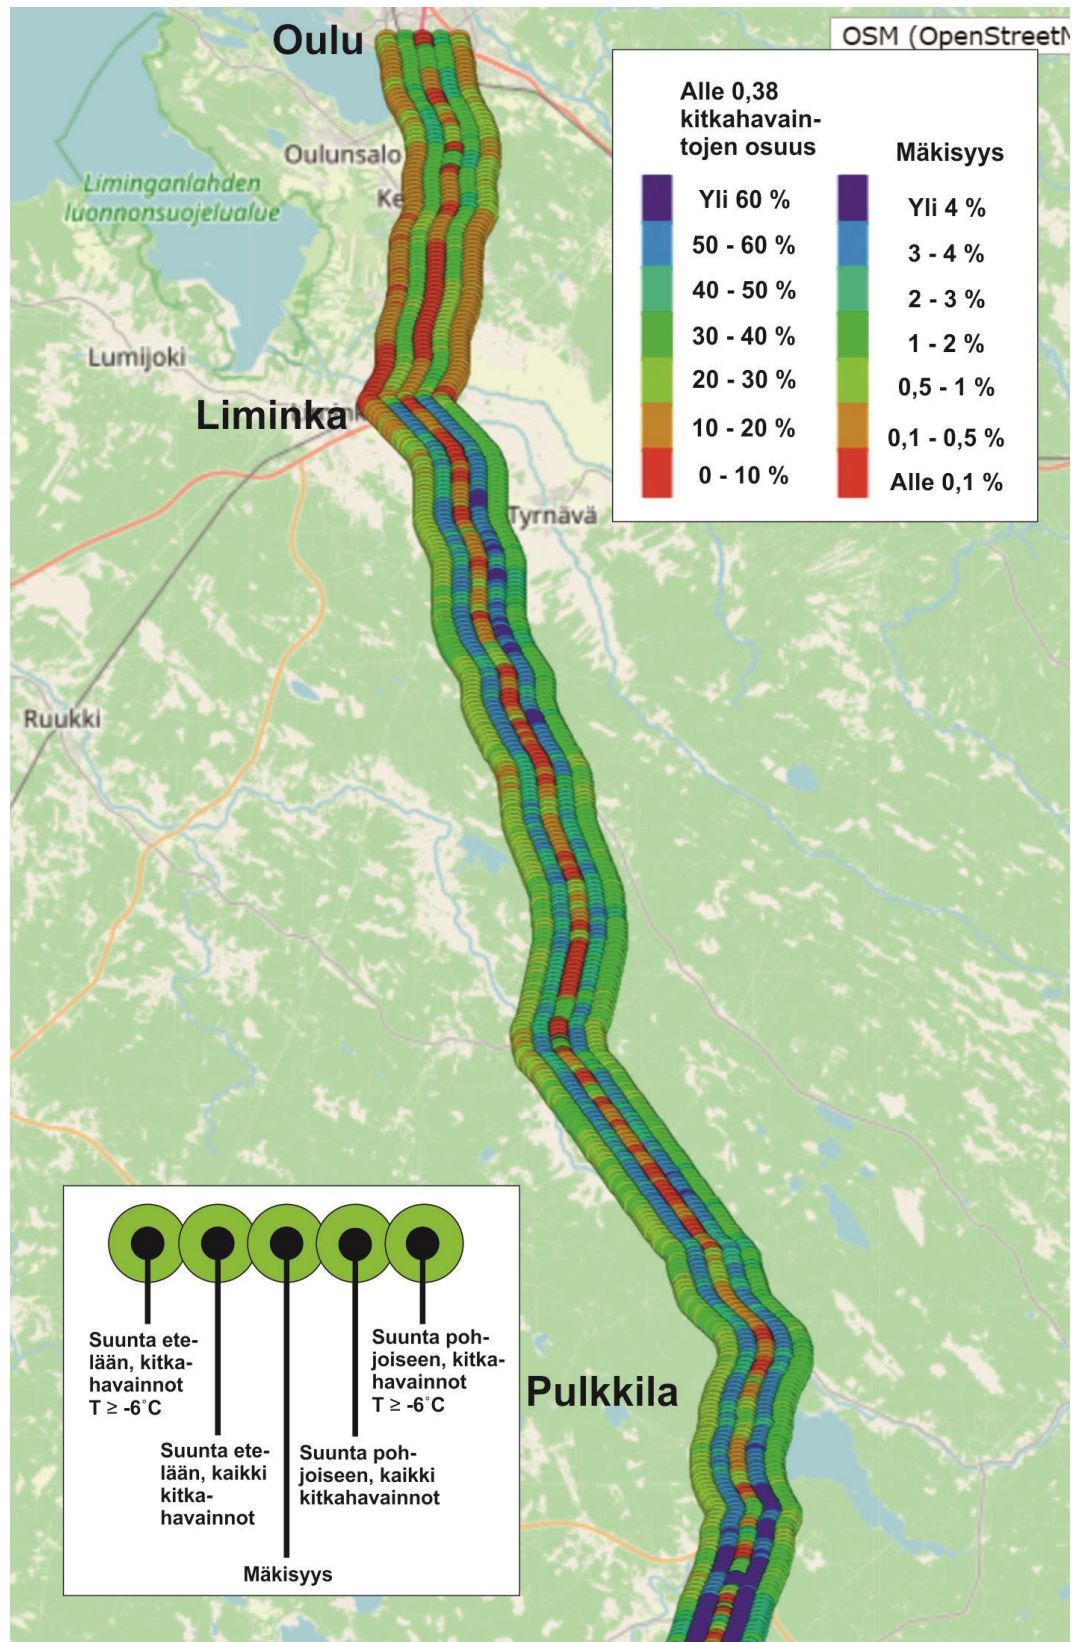 Oulu
OSM (OpenStreetM
Alle 0,38
kitkahavain-
tojen osuus
Mäkisyys
Yli 60 %
50 - 60 %
40 - 50 %
30 - 40 %
20 - 30 %
10 - 20 %
0 - 10 %
Yli 4 %
3 - 4 %
2 - 3 %
1 - 2 %
0,5 - 1 %
0,1 - 0,5 %
Alle 0,1 %
Oulunsalo
Liminganlahden
luonnonsuojelualue
Ke
Lumijoki
Liminka
Tyrnävä
Ruukki
Pulkkila
Suunta ete-
lään, kitka-
havainnot
T ≥ -6°C
Suunta ete-
lään, kaikki
kitka-
havainnot
Mäkisyys
Suunta poh-
joiseen, kaikki
kitkahavainnot
Suunta poh-
joiseen, kitka-
havainnot
T ≥ -6°C